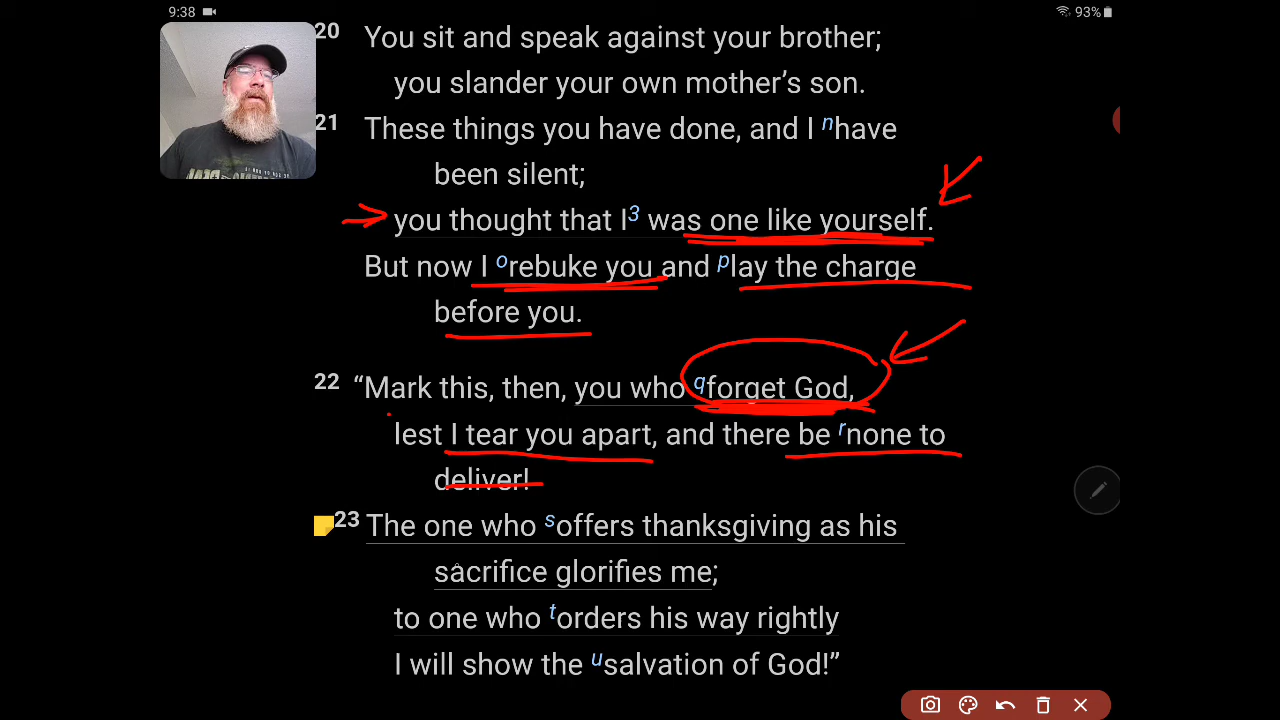 9:38
93%
20 You sit and speak against your brother;
you slander your own mother’s son.
21 These things you have done, and I nhave
been silent;
you thought that I3 was one like yourself.
But now I orebuke you and play the charge
before you.
22 “Mark this, then, you who qforget God,
lest I tear you apart, and there be rnone to
deliver!
23 The one who soffers thanksgiving as his
sacrifice glorifies me;
to one who torders his way rightly
I will show the usalvation of God!”